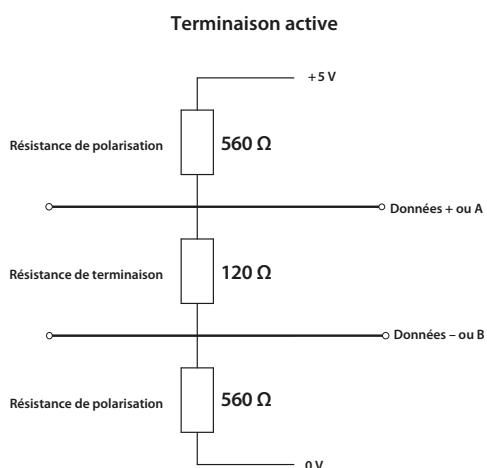 Terminaison active
+ 5 V
Résistance de polarisation 560 Ω
Données + ou A
Résistance de terminaison 120 Ω
Données – ou B
Résistance de polarisation 560 Ω
0 V